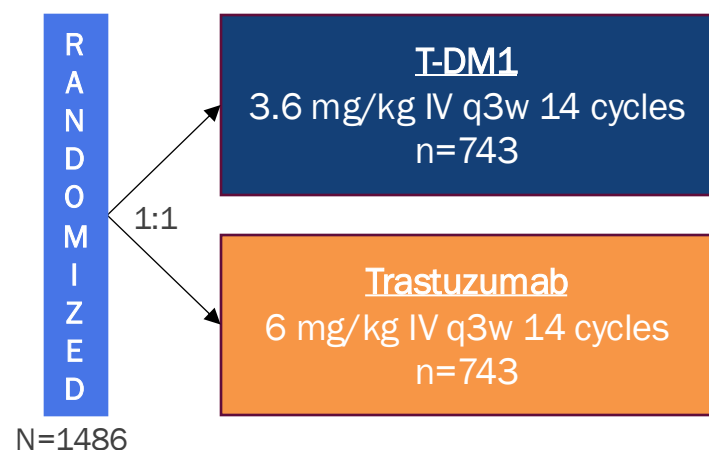 RANDOMIZED
N=1486
1:1
T-DM1
3.6 mg/kg IV q3w 14 cycles
n=743
Trastuzumab
6 mg/kg IV q3w 14 cycles
n=743